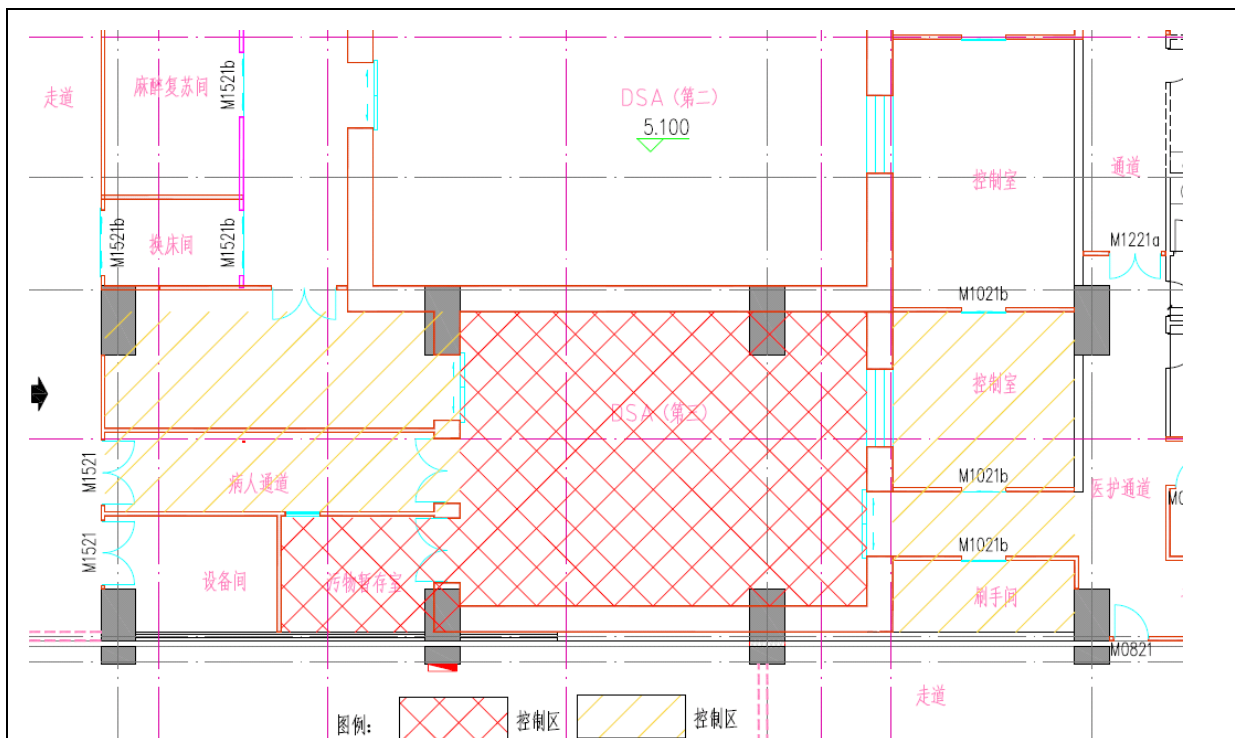 麻醉复苏间
M1521b
走道
DSA (第二)
5.100
控制室
通道
换床间
M1521b
M1521b
M1221a
M1021b
控制室
DSA (第三)
M1521
病人通道
M1021b
医护通道
M1521
设备间
污物暂存室
M1021b
刷手间
M0821
走道
图例:
控制区
控制区